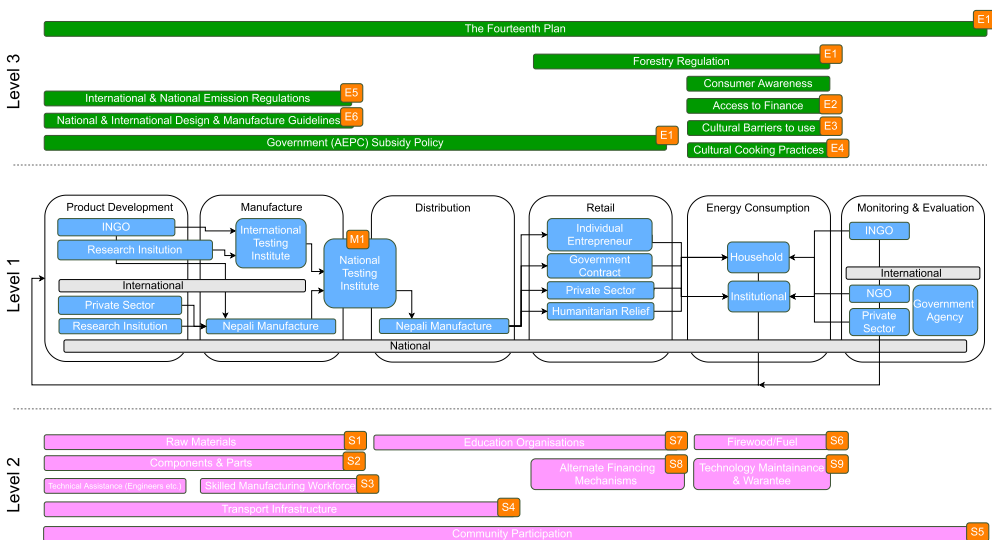 Level 3
The Fourteenth Plan
E1
Forestry Regulation
E1
Consumer Awareness
International & National Emission Regulations
E5
Access to Finance
E2
National & International Design & Manufacture Guidelines
E6
Cultural Barriers to use
E3
Government (AEPC) Subsidy Policy
E1
Cultural Cooking Practices
E4
Level 1
Product Development
INGO
Research Insitution
International
Private Sector
Research Insitution
Manufacture
International
Testing
Institute
Nepali Manufacture
M1
National
Testing
Institute
Distribution
Nepali Manufacture
Retail
Individual
Entrepreneur
Government
Contract
Private Sector
Humanitarian Relief
Energy Consumption
Household
Institutional
Monitoring & Evaluation
INGO
International
NGO
Private
Sector
Government
Agency
National
Level 2
Raw Materials
S1
Education Organisations
S7
Firewood/Fuel
S6
Components & Parts
S2
Alternate Financing
Mechanisms
S8
Technology Maintainance
& Warantee
S9
Technical Assistance (Engineers etc )
Skilled Manufacturing Workforce
S3
Transport Infrastructure
S4
Community Participation
S5